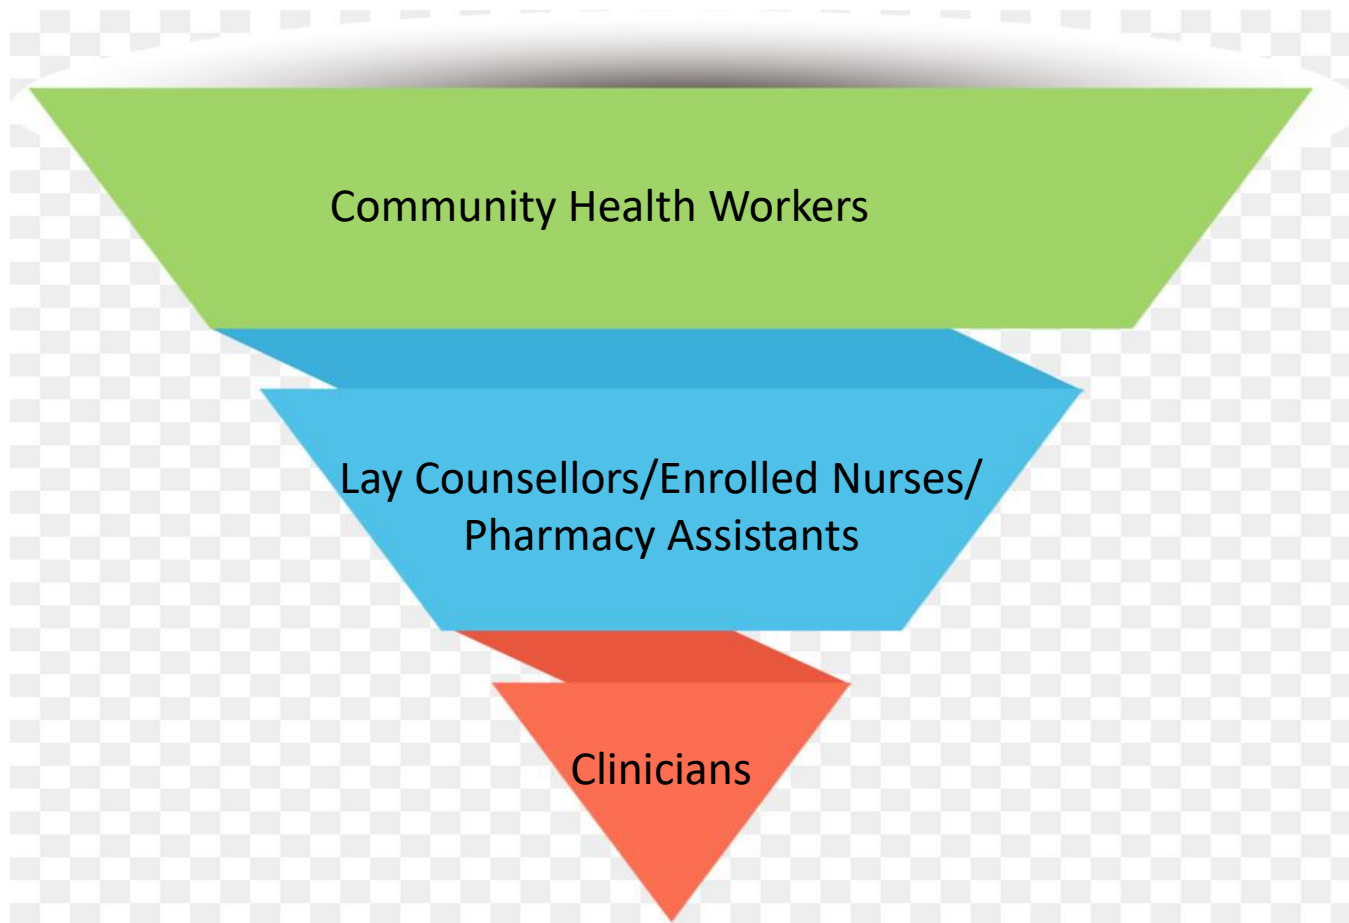 Community Health Workers
Lay Counsellors/Enrolled Nurses/
Pharmacy Assistants
Clinicians